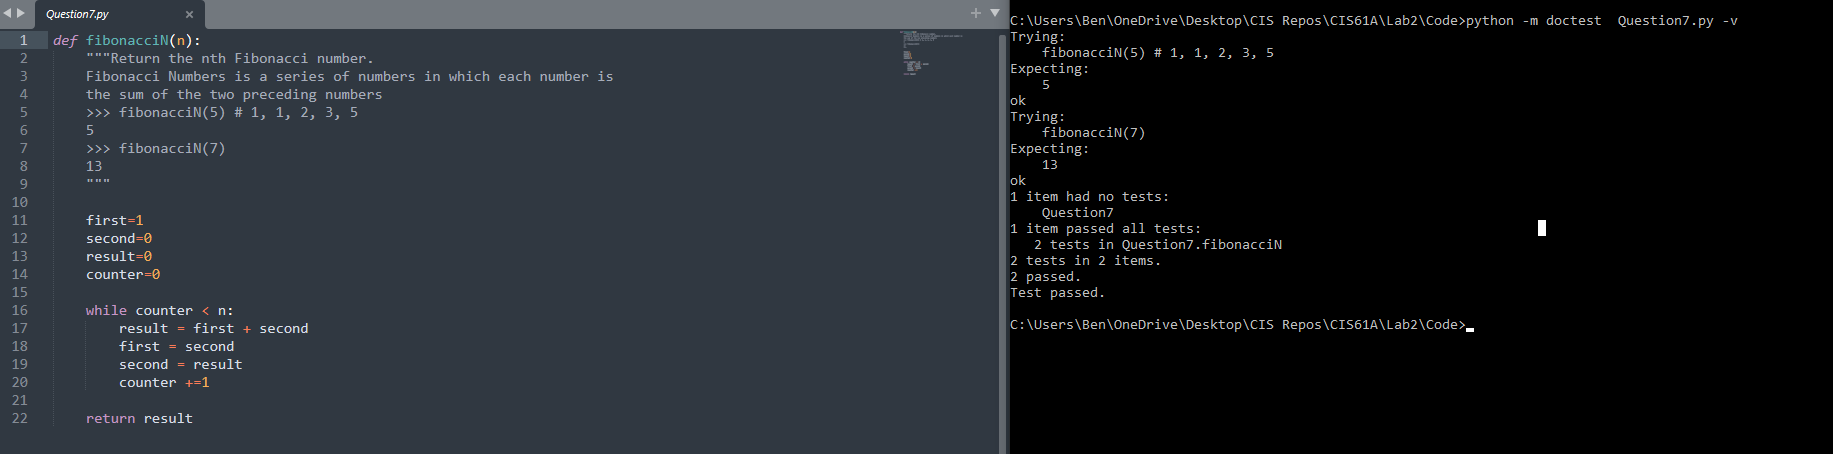 Question7.py ×
1 def fibonacciN(n):
2 """Return the nth Fibonacci number.
3 Fibonacci Numbers is a series of numbers in which each number is
4 the sum of the two preceding numbers
5 >>> fibonacciN(5) # 1, 1, 2, 3, 5
6 5
7 >>> fibonacciN(7)
8 13
9 """
10
11 first=1
12 second=0
13 result=0
14 counter=0
15
16 while counter < n:
17 result = first + second
18 first = second
19 second = result
20 counter +=1
21
22 return result
C:\Users\Ben\OneDrive\Desktop\CIS Repos\CIS61A\Lab2\Code>python -m doctest  Question7.py -v
Trying:
    fibonacciN(5) # 1, 1, 2, 3, 5
Expecting:
    5
ok
Trying:
    fibonacciN(7)
Expecting:
    13
ok
1 item had no tests:
    Question7
1 item passed all tests:
   2 tests in Question7.fibonacciN
2 tests in 2 items.
2 passed.
Test passed.
C:\Users\Ben\OneDrive\Desktop\CIS Repos\CIS61A\Lab2\Code>